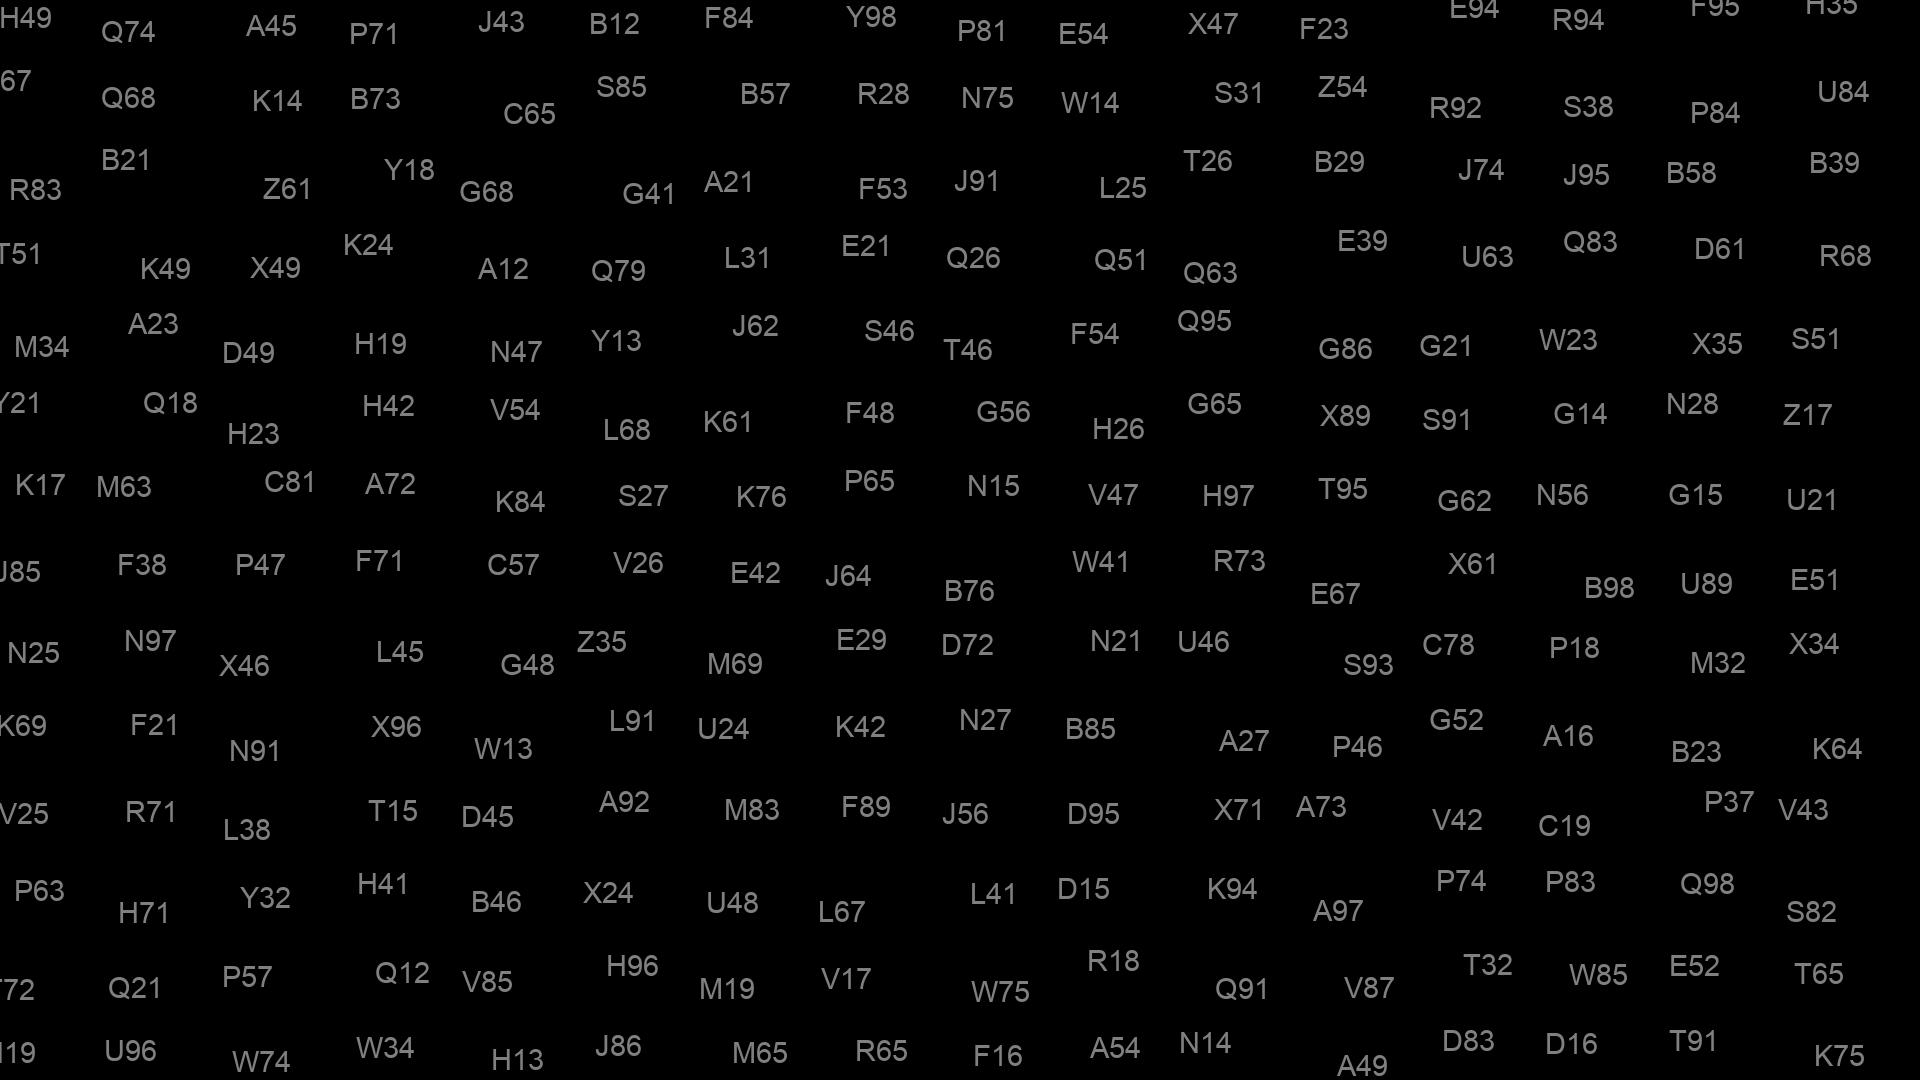 H49 Q74 A45 P71 J43 B12 F84 Y98 P81 E54 X47 F23 E94 R94 F95 H35
67 Q68 K14 B73 C65 S85 B57 R28 N75 W14 S31 Z54 R92 S38 P84 U84
R83 B21 Z61 Y18 G68 G41 A21 F53 J91 L25 T26 B29 J74 J95 B58 B39
T51 K49 X49 K24 A12 Q79 L31 E21 Q26 Q51 Q63 E39 U63 Q83 D61 R68
M34 A23 D49 H19 N47 Y13 J62 S46 T46 F54 Q95 G86 G21 W23 X35 S51
Y21 Q18 H23 H42 V54 L68 K61 F48 G56 H26 G65 X89 S91 G14 N28 Z17
K17 M63 C81 A72 K84 S27 K76 P65 N15 V47 H97 T95 G62 N56 G15 U21
J85 F38 P47 F71 C57 V26 E42 J64 B76 W41 R73 E67 X61 B98 U89 E51
N25 N97 X46 L45 G48 Z35 M69 E29 D72 N21 U46 S93 C78 P18 M32 X34
K69 F21 N91 X96 W13 L91 U24 K42 N27 B85 A27 P46 G52 A16 B23 K64
V25 R71 L38 T15 D45 A92 M83 F89 J56 D95 X71 A73 V42 C19 P37 V43
P63 H71 Y32 H41 B46 X24 U48 L67 L41 D15 K94 A97 P74 P83 Q98 S82
72 Q21 P57 Q12 V85 H96 M19 V17 W75 R18 Q91 V87 T32 W85 E52 T65
19 U96 W74 W34 H13 J86 M65 R65 F16 A54 N14 A49 D83 D16 T91 K75